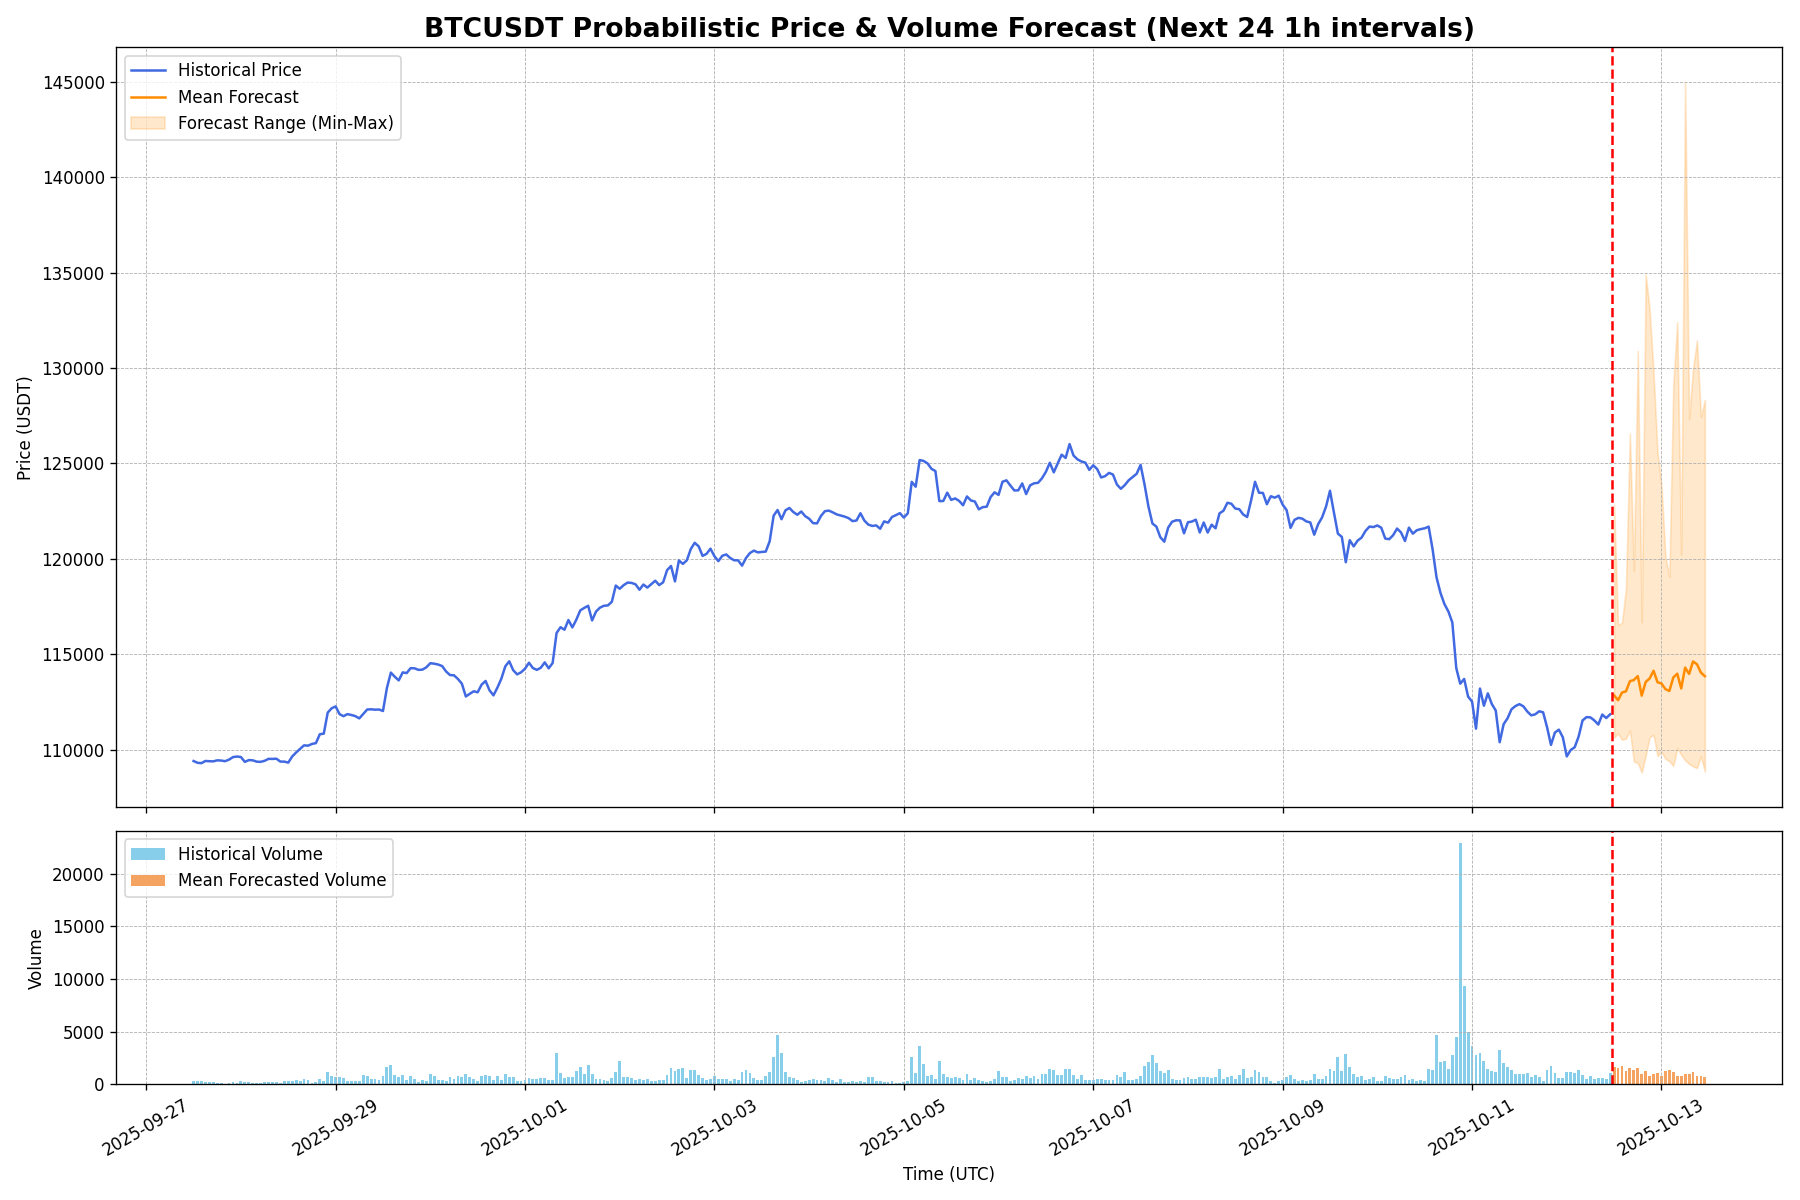 BTCUSDT Probabilistic Price & Volume Forecast (Next 24 1h intervals)
Historical Price
Mean Forecast
Forecast Range (Min-Max)
Price (USDT)
145000
140000
135000
130000
125000
120000
115000
110000
Historical Volume
Mean Forecasted Volume
Volume
20000
15000
10000
5000
0
2025-09-27
2025-09-29
2025-10-01
2025-10-03
2025-10-05
2025-10-07
2025-10-09
2025-10-11
2025-10-13
Time (UTC)